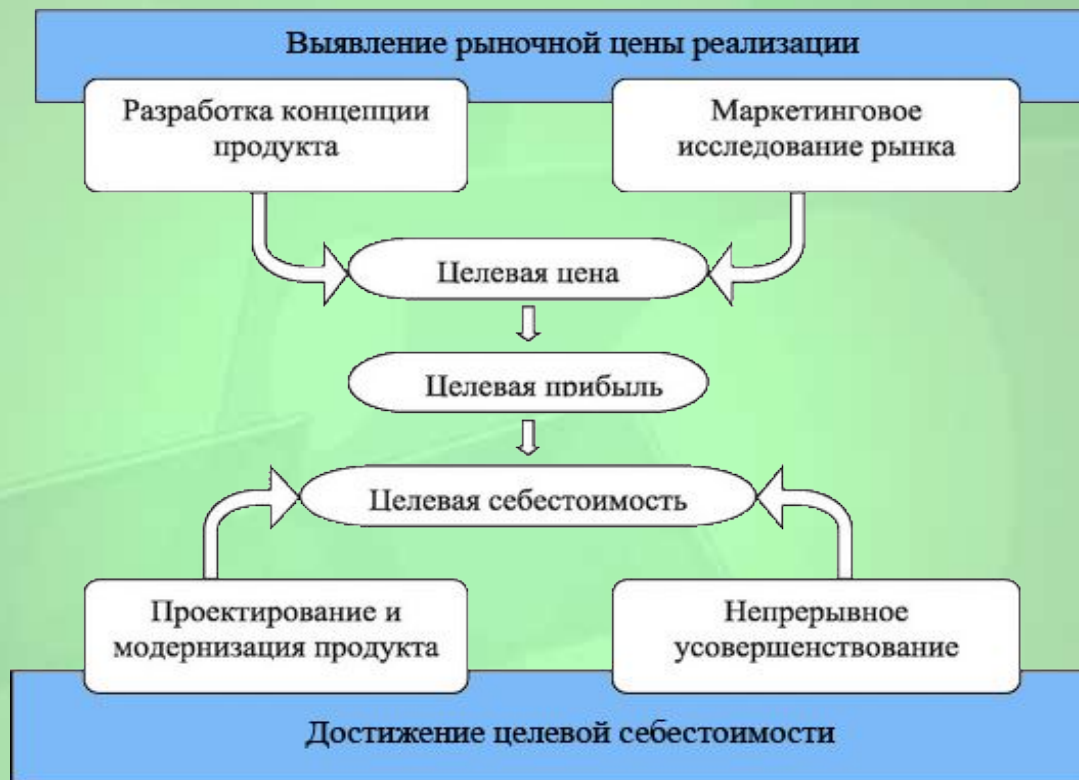 Выявление рыночной цены реализации
Разработка концепции
продукта
Маркетинговое
исследование рынка
Целевая цена
Целевая прибыль
Целевая себестоимость
Проектирование и
модернизация продукта
Непрерывное
усовершенствование
Достижение целевой себестоимости